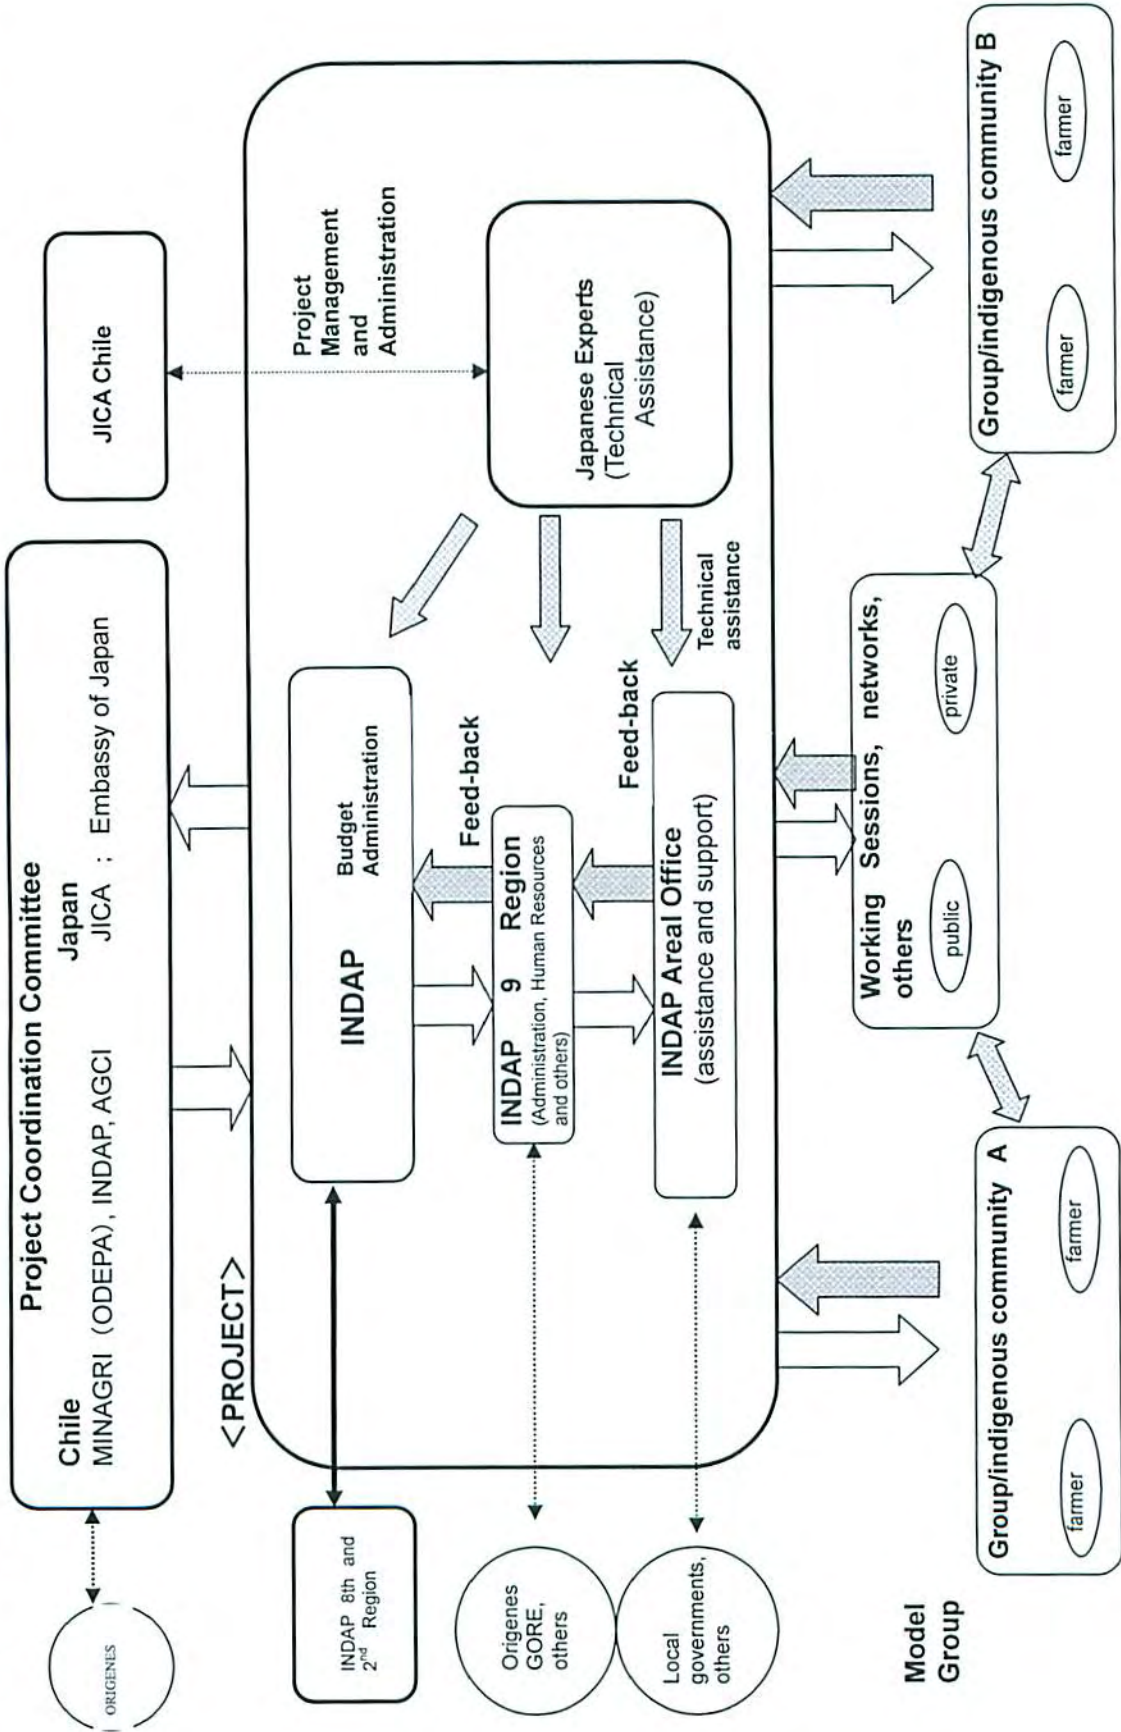 Project Coordination Committee
Chile
Japan
MINAGRI (ODEPA), INDAP, AGCI
JICA ; Embassy of Japan
JICA Chile
ORIGENES
<PROJECT>
Project
Management
and
Administration
INDAP
Budget
Administration
INDAP 8th and
2nd Region
Feed-back
INDAP 9 Region
(Administration, Human Resources
and others)
Origenes
GORE,
others
Japanese Experts
(Technical
Assistance)
Feed-back
INDAP Areal Office
(assistance and support)
Technical
assistance
Local
governments,
others
Model
Group
Group/indigenous community A
farmer
farmer
Working Sessions, networks,
others
public
private
Group/indigenous community B
farmer
farmer